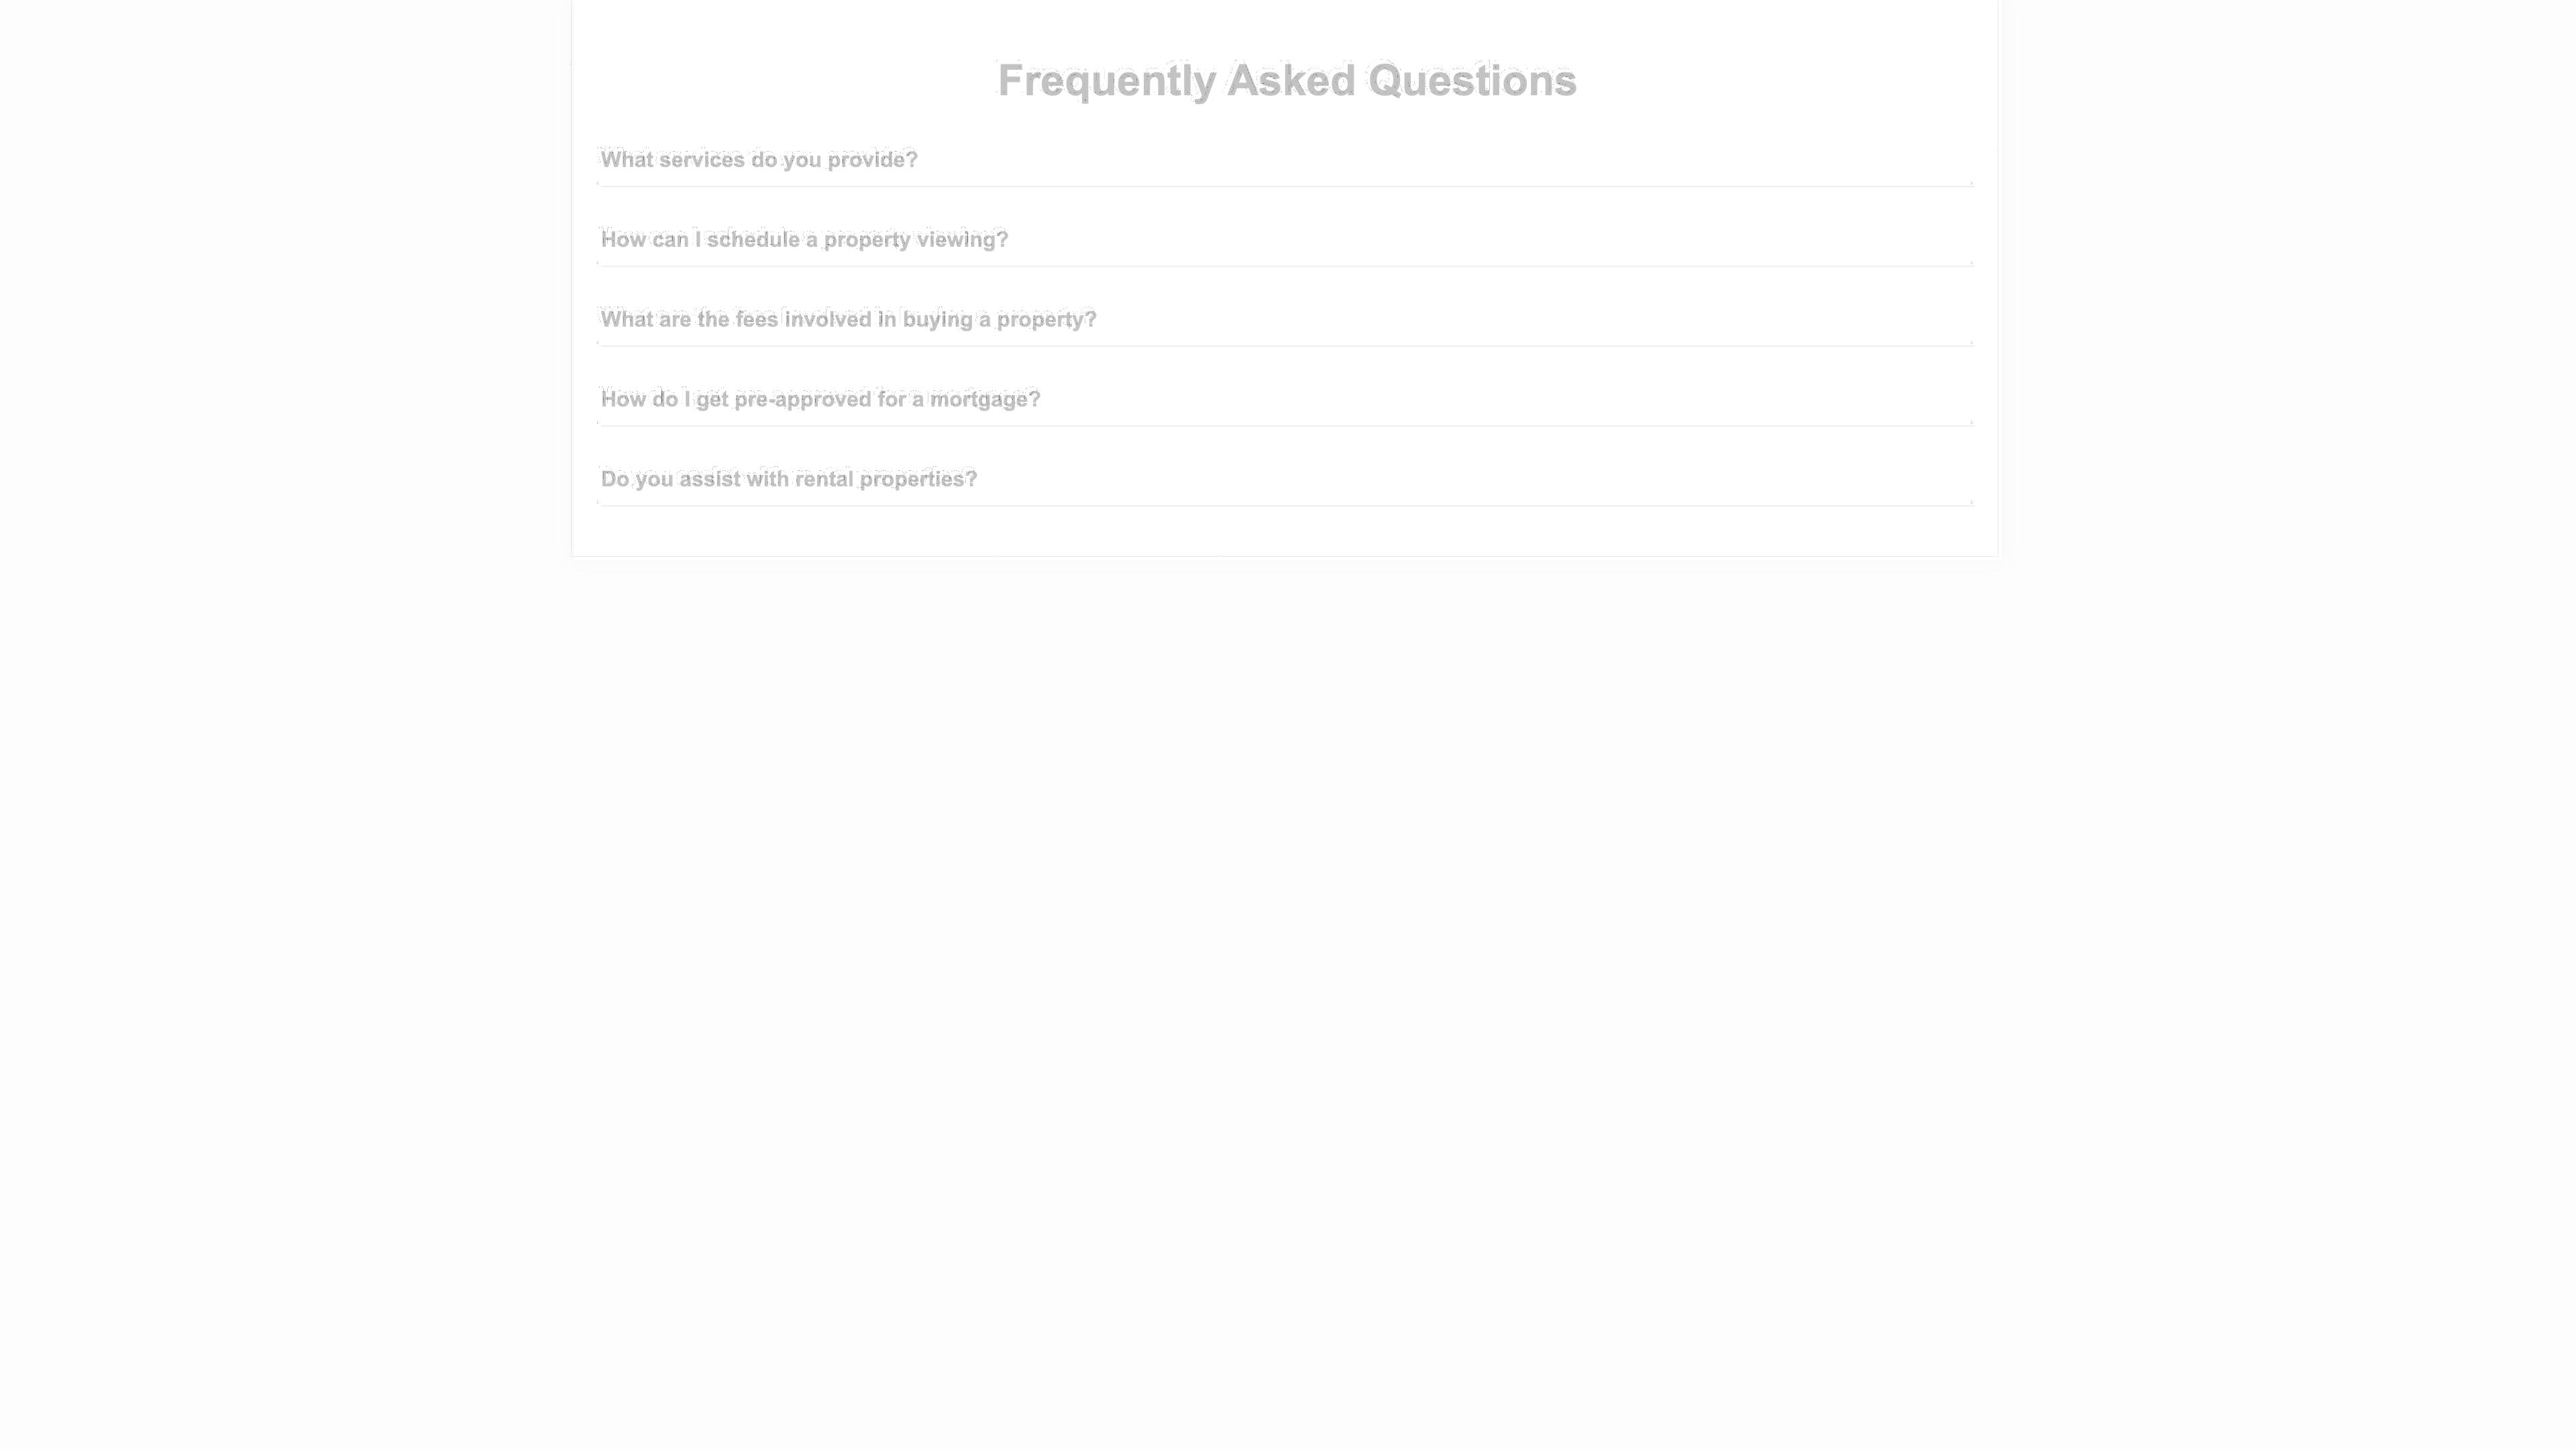 Frequently Asked Questions
What services do you provide?
How can I schedule a property viewing?
What are the fees involved in buying a property?
How do I get pre-approved for a mortgage?
Do you assist with rental properties?